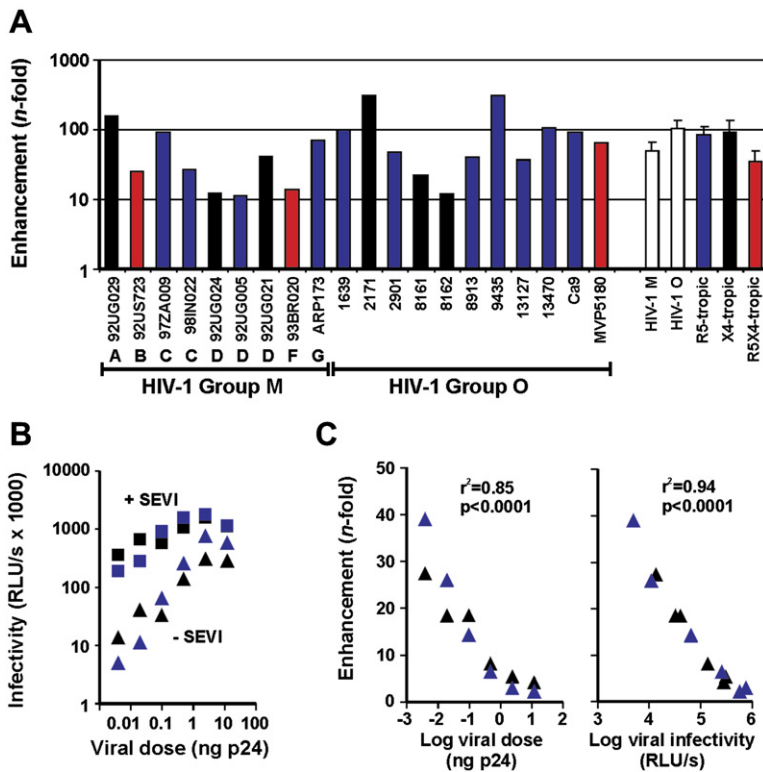 A
Enhancement (n-fold)
1000
100
10
1
92UG029
92US723
97ZA009
98IN022
92UG024
92UG005
92UG021
93BR020
ARP173
1639
2171
2901
8161
8162
8913
9435
13127
13470
Ca9
MVP5180
HIV-1 M
HIV-1 O
R5-tropic
X4-tropic
R5X4-tropic
A B C C D D D F G
HIV-1 Group M
HIV-1 Group O
B
Infectivity (RLU/s x 1000)
10000
1000
100
10
1
+ SEVI
- SEVI
0.01 0.1 1 10 100
Viral dose (ng p24)
C
Enhancement (n-fold)
50
40
30
20
10
0
r²=0.85
p<0.0001
-3 -2 -1 0 1 2
Log viral dose
(ng p24)
r²=0.94
p<0.0001
3 4 5 6
Log viral infectivity
(RLU/s)